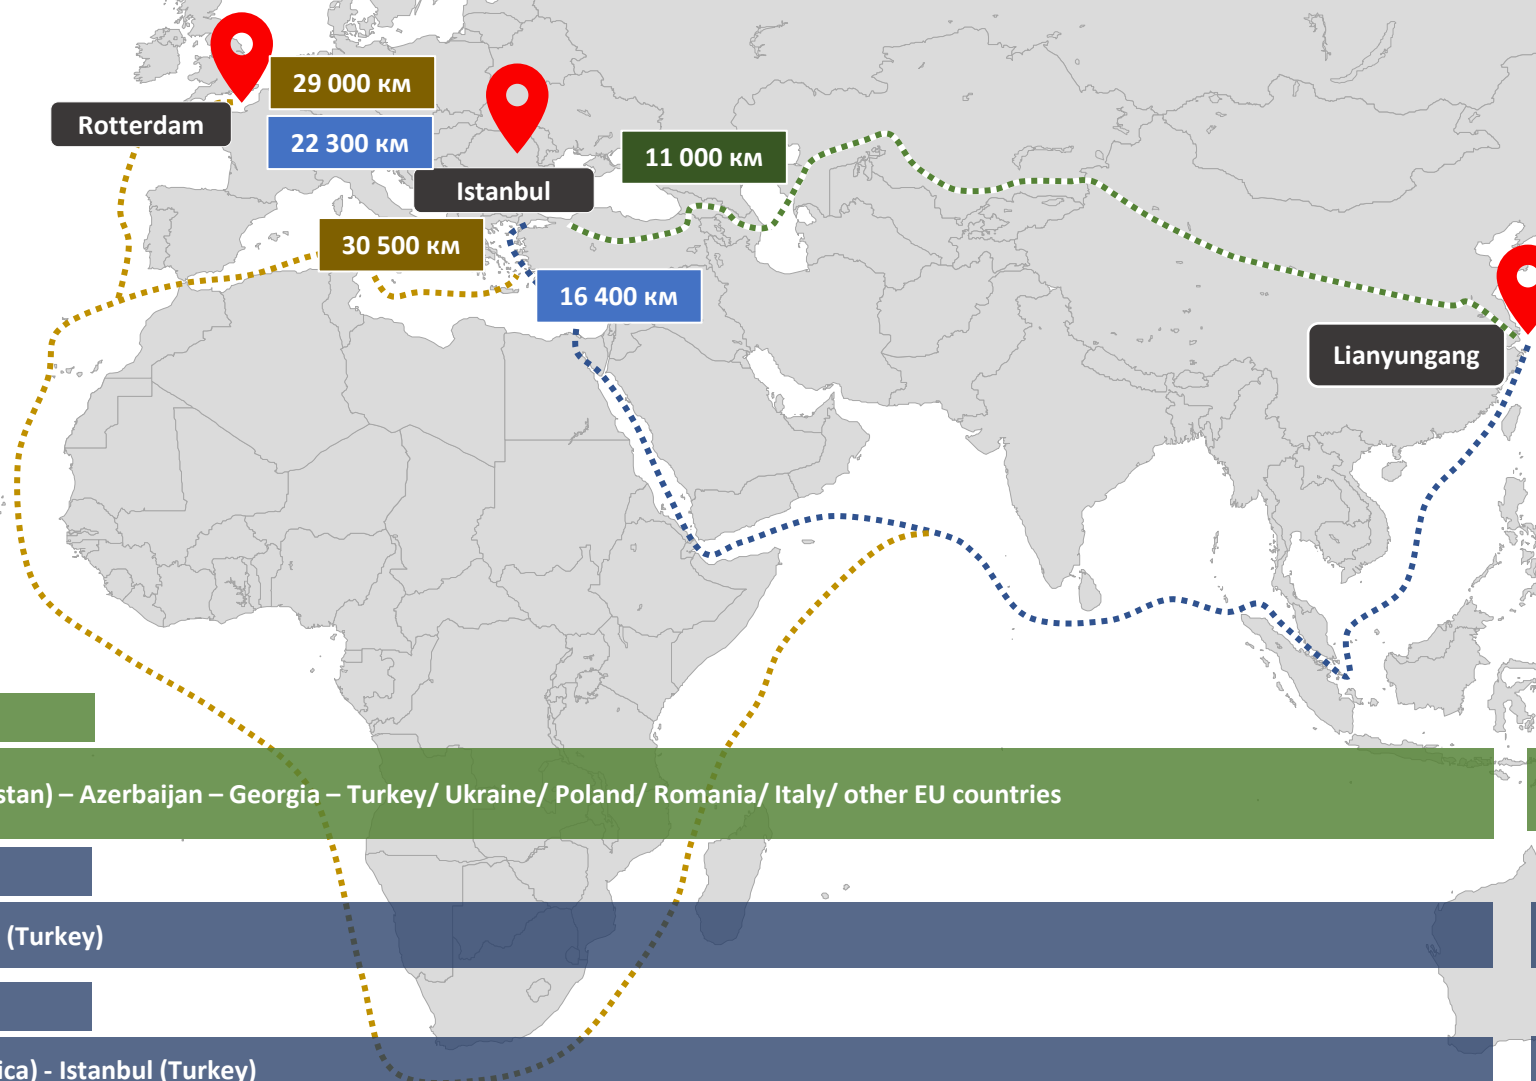 29 000 км
Rotterdam
22 300 км
11 000 км
Istanbul
30 500 км
16 400 км
Lianyungang
stan) – Azerbaijan – Georgia – Turkey/ Ukraine/ Poland/ Romania/ Italy/ other EU countries
(Turkey)
ica) - Istanbul (Turkey)